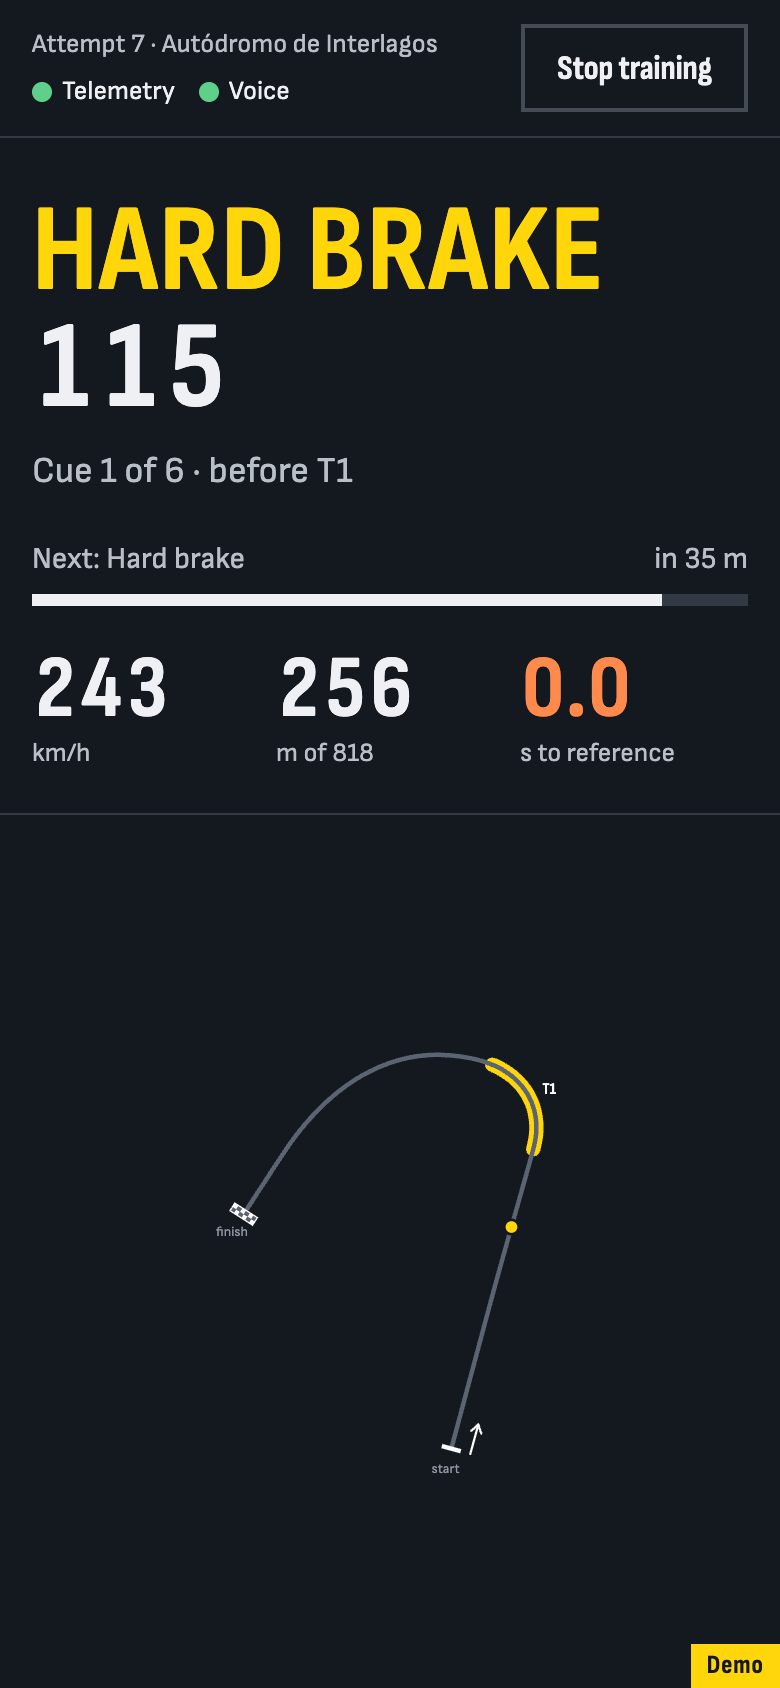 Attempt 7 · Autódromo de Interlagos
Telemetry Voice
Stop training
HARD BRAKE
115
Cue 1 of 6 · before T1
Next: Hard brake in 35 m
243 256 0.0
km/h m of 818 s to reference
T1
finish
start
Demo